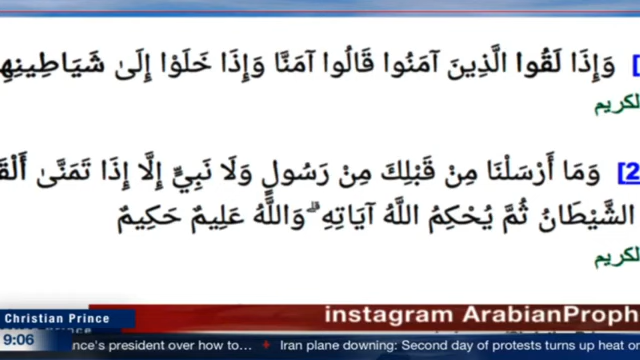 [ وَإِذَا لَقُوا الَّذِينَ آمَنُوا قَالُوا آمَنَّا وَإِذَا خَلَوْا إِلَىٰ
الكريم
[2 وَمَا أَرْسَلْنَا مِنْ قَبْلِكَ مِنْ رَسُولٍ وَلَا نَبِيٍّ إِلَّا إِذَا تَمَنَّىٰ
الشَّيْطَانُ ثُمَّ يُحْكِمُ اللَّهُ آيَاتِهِ ۗ وَاللَّهُ عَلِيمٌ حَكِيمٌ
الكريم
Christian Prince
instagram ArabianProph
9:06
nce's president over how to... + Iran plane downing: Second day of protests turns up heat on